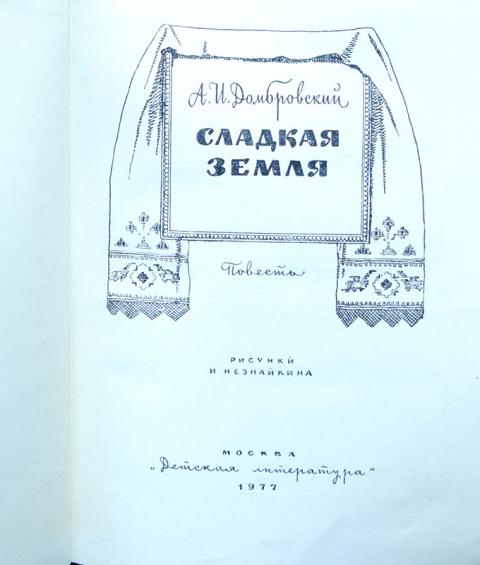 А.И.Домбровский
СЛАДКАЯ
ЗЕМЛЯ
Повесть
РИСУНКИ
И НЕЗНАЙКИНА
МОСКВА
„Детская литература“
1977